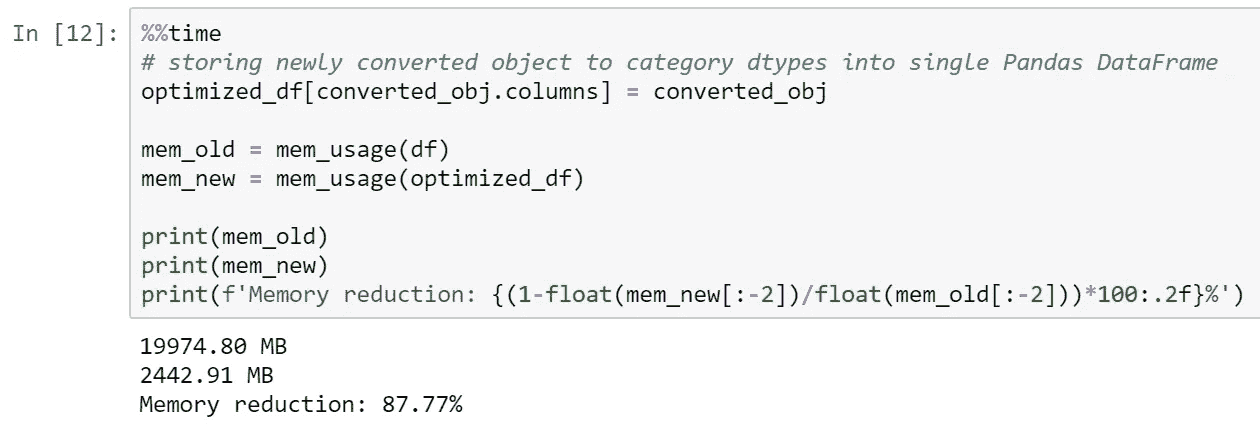 In [12]: %%time
# storing newly converted object to category dtypes into single Pandas DataFrame
optimized_df[converted_obj.columns] = converted_obj
mem_old = mem_usage(df)
mem_new = mem_usage(optimized_df)
print(mem_old)
print(mem_new)
print(f'Memory reduction: {(1-float(mem_new[:-2])/float(mem_old[:-2]))*100:.2f}%')
19974.80 MB
2442.91 MB
Memory reduction: 87.77%